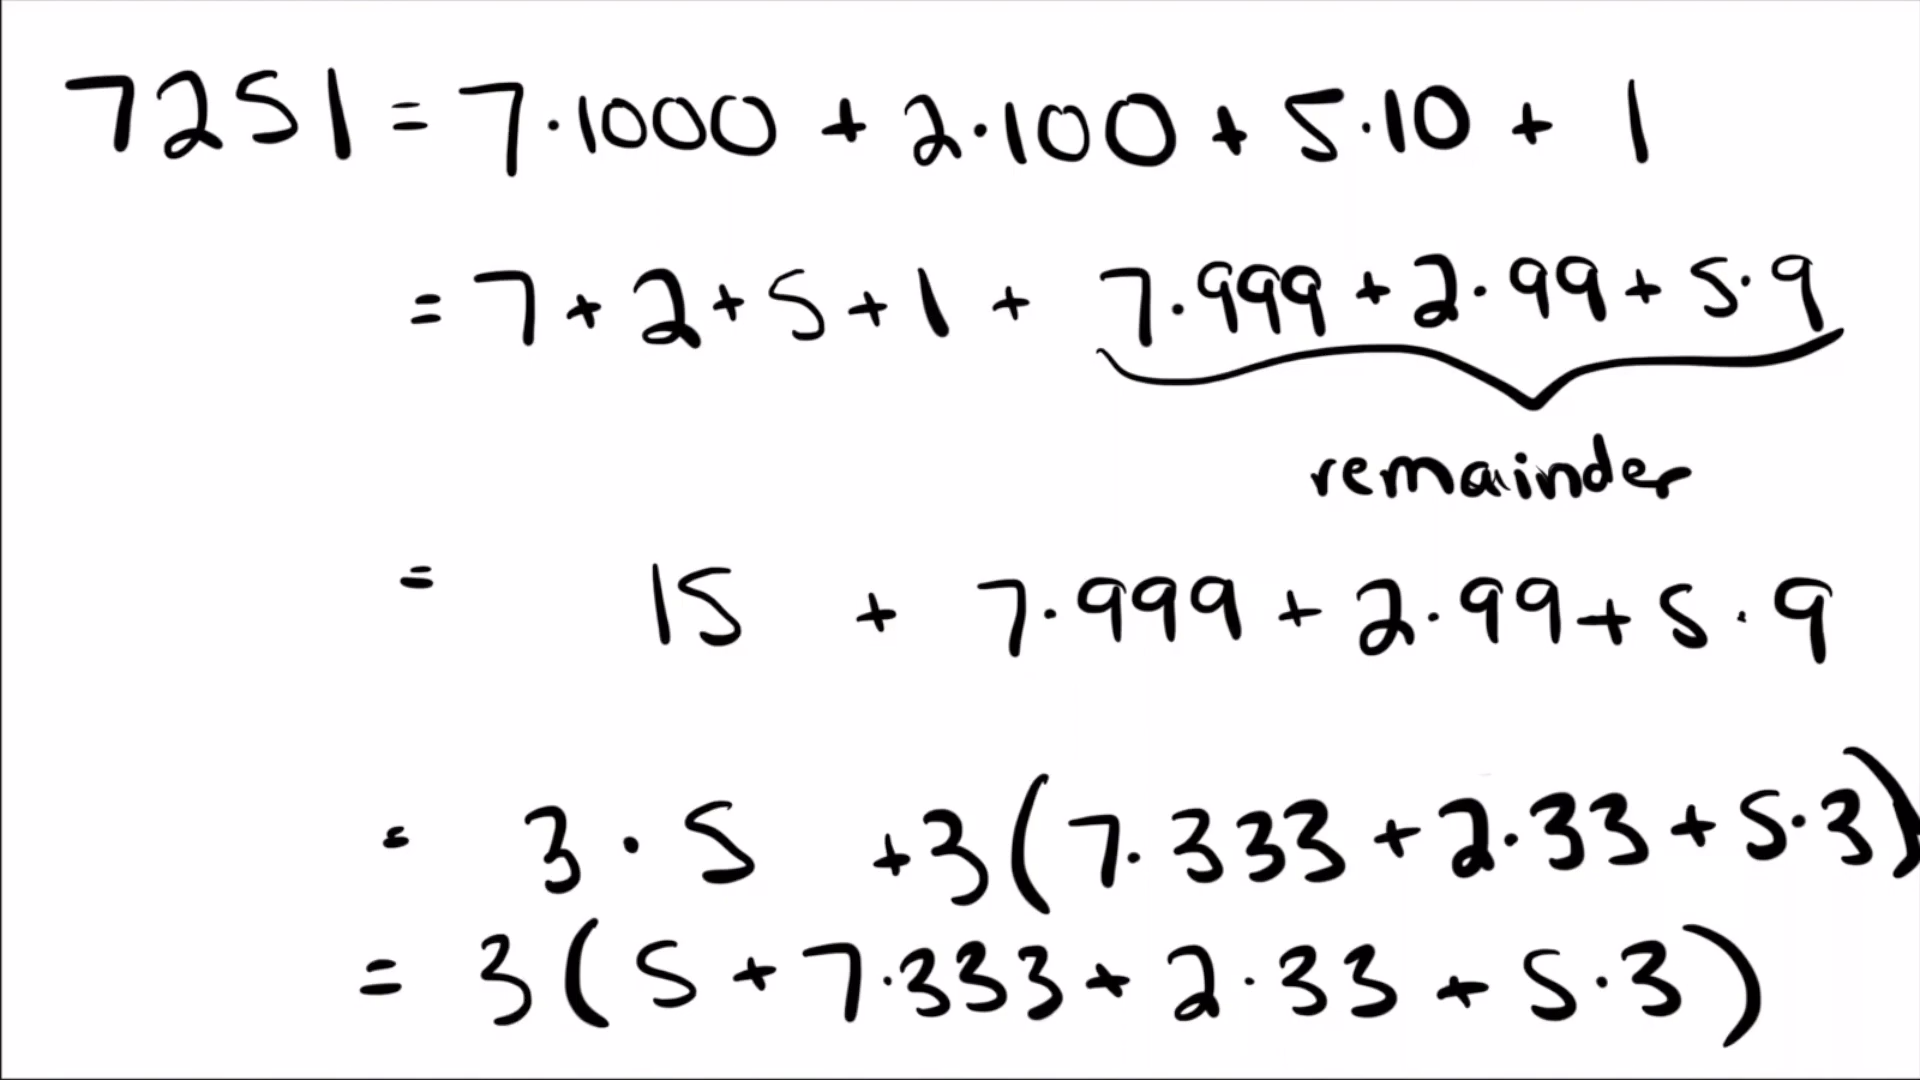 7251 = 7·1000 + 2·100 + 5·10 + 1
= 7 + 2 + 5 + 1 + 7·999 + 2·99 + 5·9
remainder
= 15 + 7·999 + 2·99 + 5·9
= 3·5 + 3(7·333 + 2·33 + 5·3)
= 3(5 + 7·333 + 2·33 + 5·3)